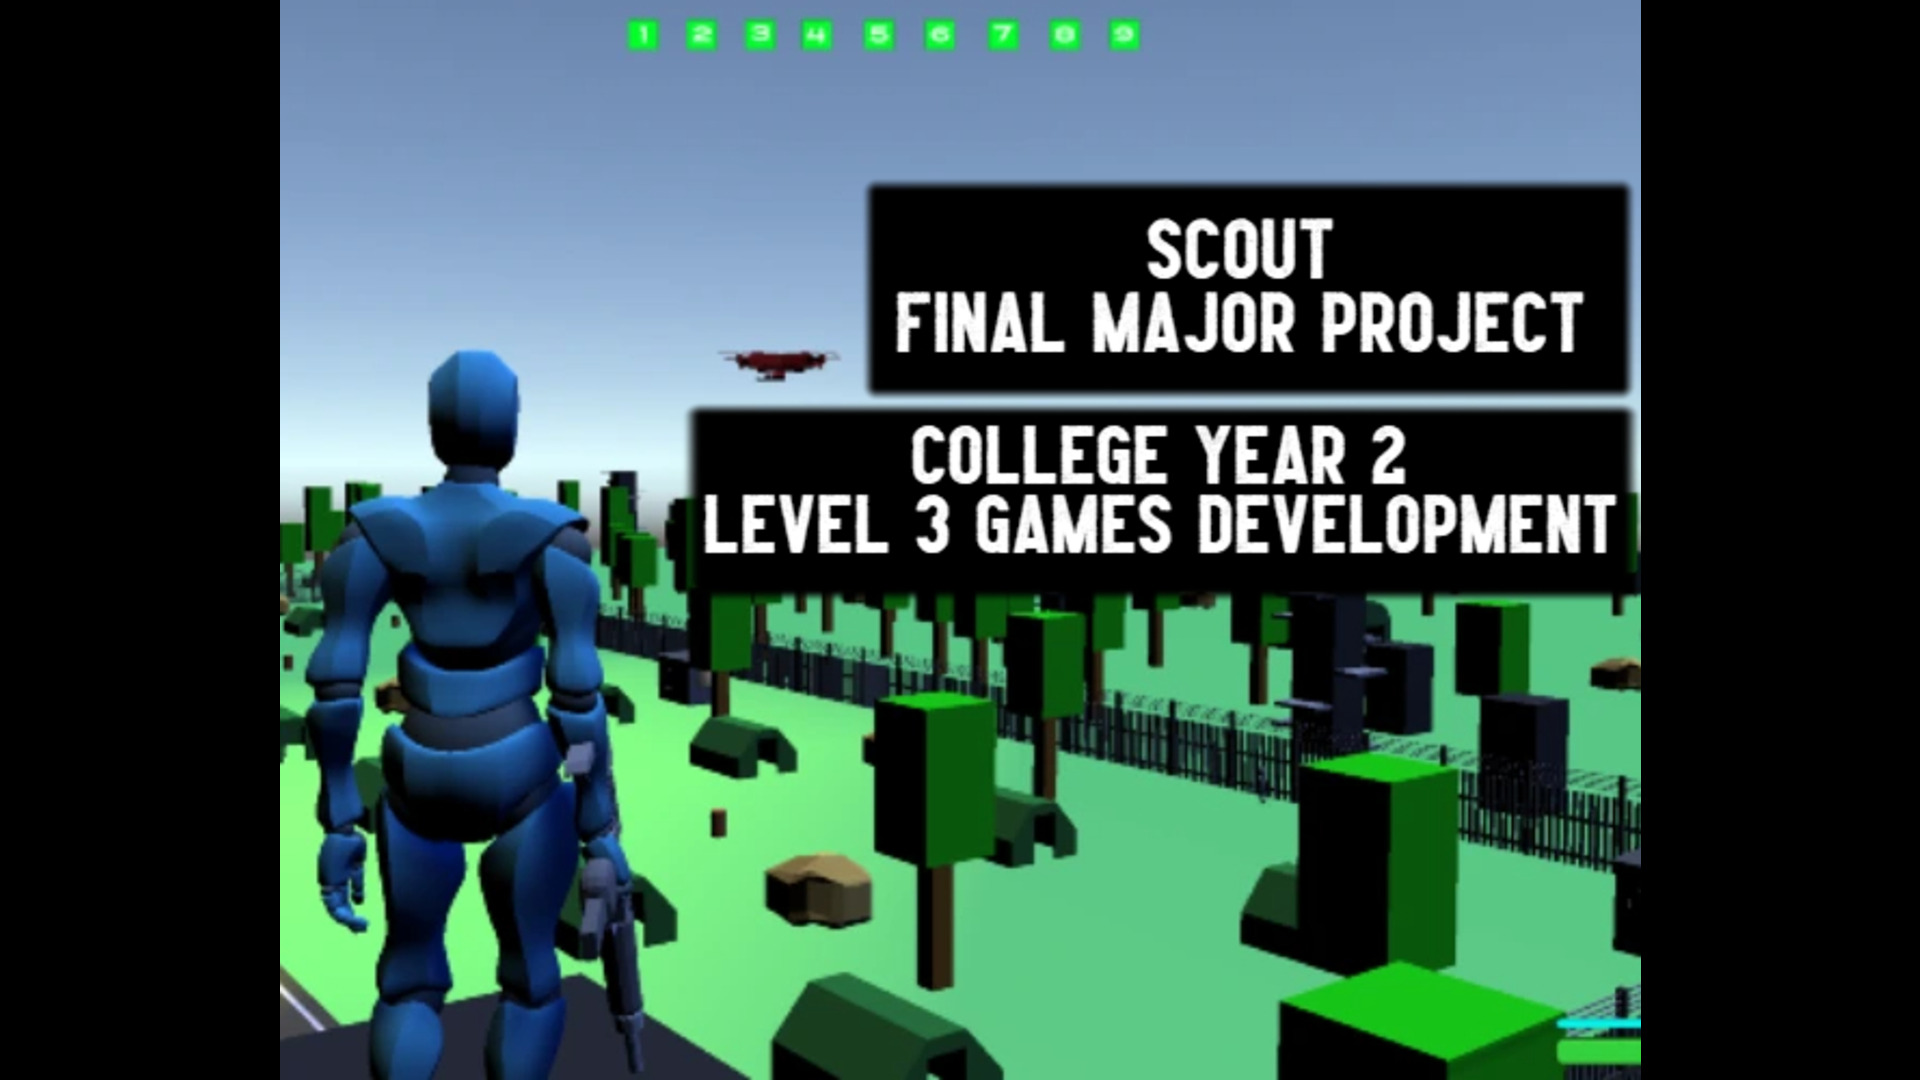 1 2 3 4 5 6 7 8 9
SCOUT
FINAL MAJOR PROJECT
COLLEGE YEAR 2
LEVEL 3 GAMES DEVELOPMENT